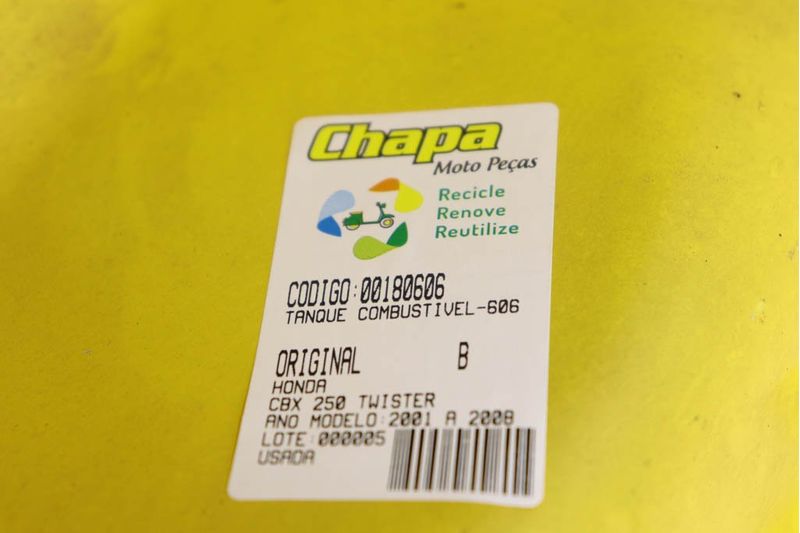 Chapa
Moto Peças
Recicle
Renove
Reutilize
CODIGO:00180606
TANQUE COMBUSTIVEL-606
ORIGINAL B
HONDA
CBX 250 TWISTER
ANO MODELO:2001 A 2008
LOTE:000005
USADA